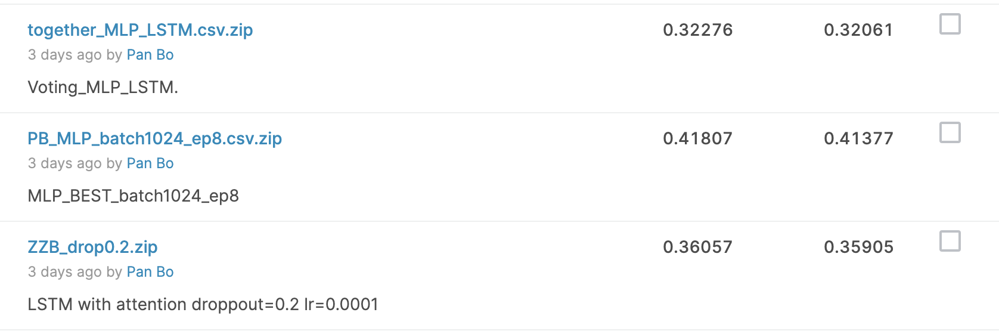 together_MLP_LSTM.csv.zip 0.32276 0.32061
3 days ago by Pan Bo
Voting_MLP_LSTM.
PB_MLP_batch1024_ep8.csv.zip 0.41807 0.41377
3 days ago by Pan Bo
MLP_BEST_batch1024_ep8
ZZB_drop0.2.zip 0.36057 0.35905
3 days ago by Pan Bo
LSTM with attention droppout=0.2 lr=0.0001